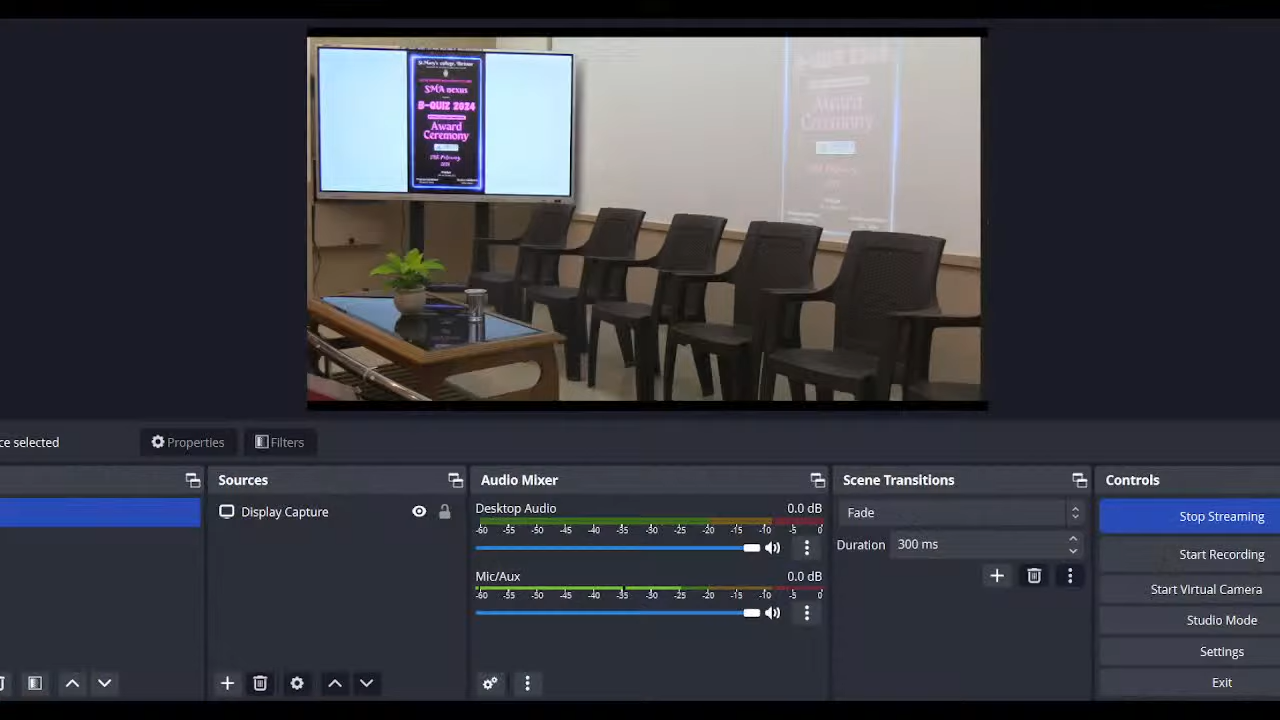 St.Mary's college, Thrissur
SMA nexus
B-QUIZ 2024
Award
Ceremony
Award
Ceremony
ce selected
Properties
Filters
Sources
Audio Mixer
Scene Transitions
Controls
Display Capture
Desktop Audio
0.0 dB
-60 -55 -50 -45 -40 -35 -30 -25 -20 -15 -10 -5 0
Mic/Aux
0.0 dB
-60 -55 -50 -45 -40 -35 -30 -25 -20 -15 -10 -5 0
Fade
Duration
300 ms
Stop Streaming
Start Recording
Start Virtual Camera
Studio Mode
Settings
Exit